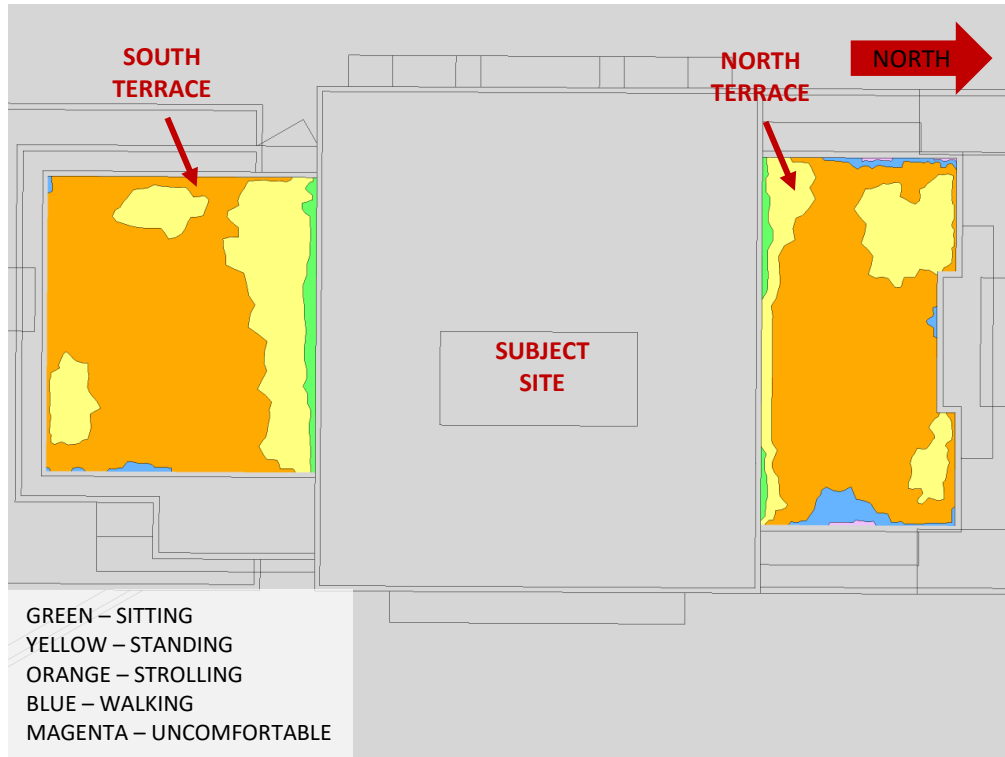 SOUTH
TERRACE
NORTH
TERRACE
NORTH
SUBJECT
SITE
GREEN – SITTING
YELLOW – STANDING
ORANGE – STROLLING
BLUE – WALKING
MAGENTA – UNCOMFORTABLE